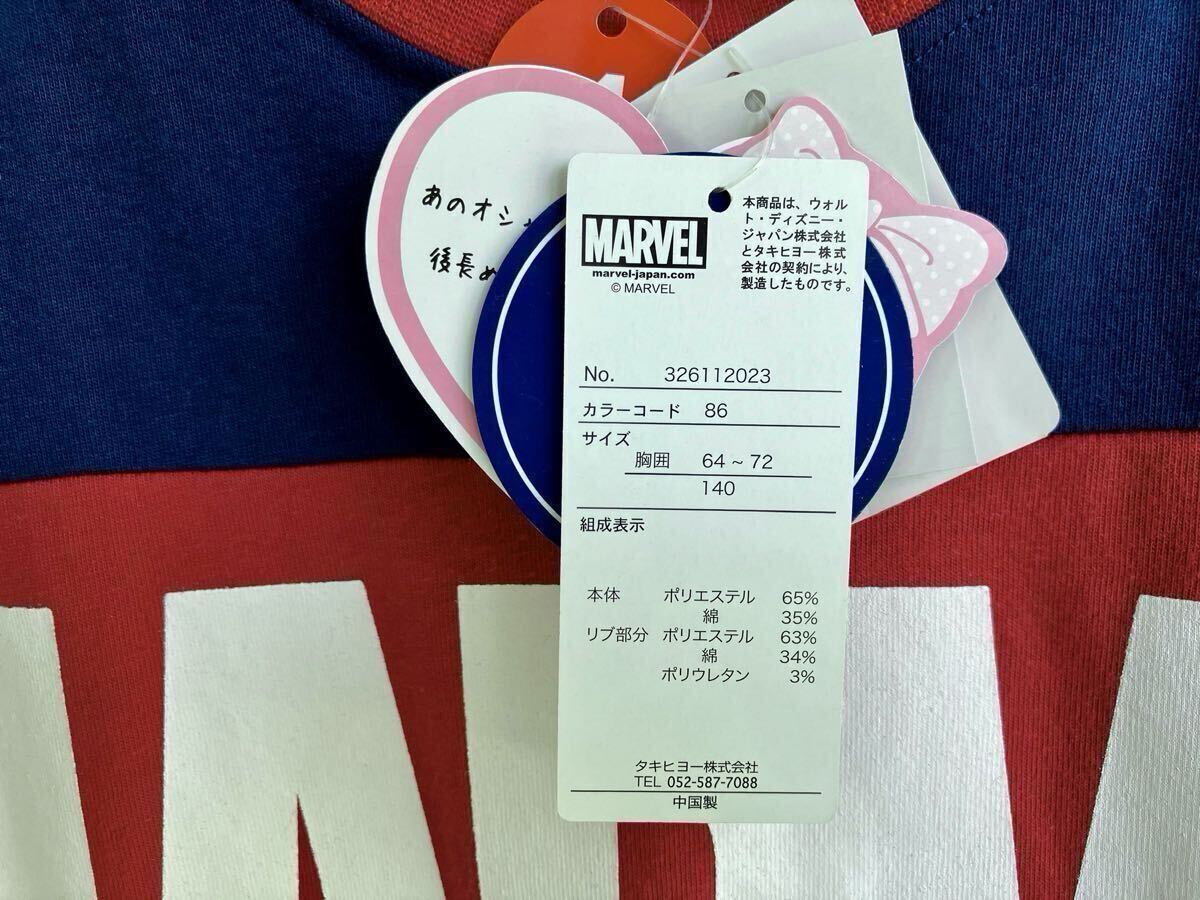 あのオシ
後長め
MARVEL
marvel-japan.com
© MARVEL
本商品は、ウォル
ト・ディズニー・
ジャパン株式会社
とタキヒヨー株式
会社の契約により、
製造したものです。
No. 326112023
カラーコード 86
サイズ
胸囲 64 ~ 72
140
組成表示
本体 ポリエステル 65%
綿 35%
リブ部分 ポリエステル 63%
綿 34%
ポリウレタン 3%
タキヒヨー株式会社
TEL 052-587-7088
中国製